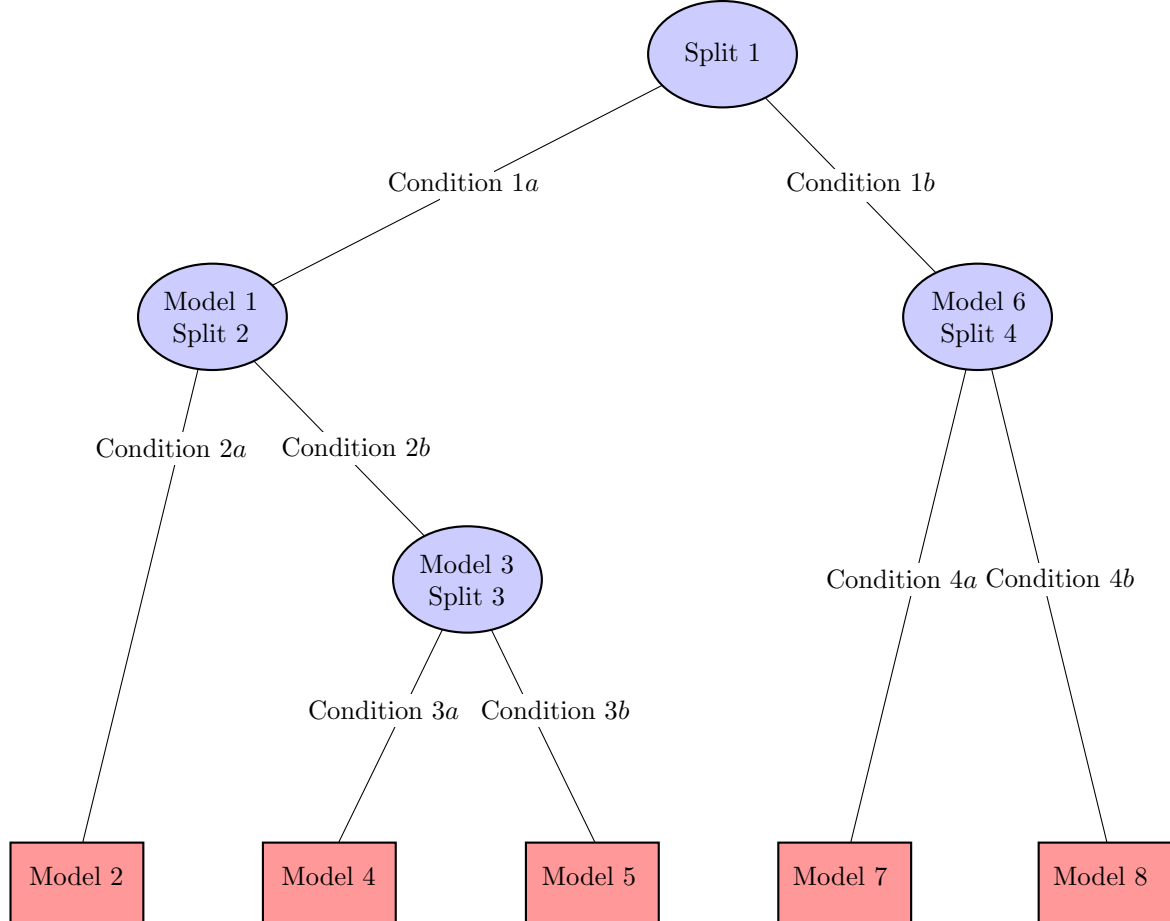 Split 1
Condition 1a
Condition 1b
Model 1
Split 2
Model 6
Split 4
Condition 2a
Condition 2b
Model 3
Split 3
Condition 4a
Condition 4b
Condition 3a
Condition 3b
Model 2
Model 4
Model 5
Model 7
Model 8